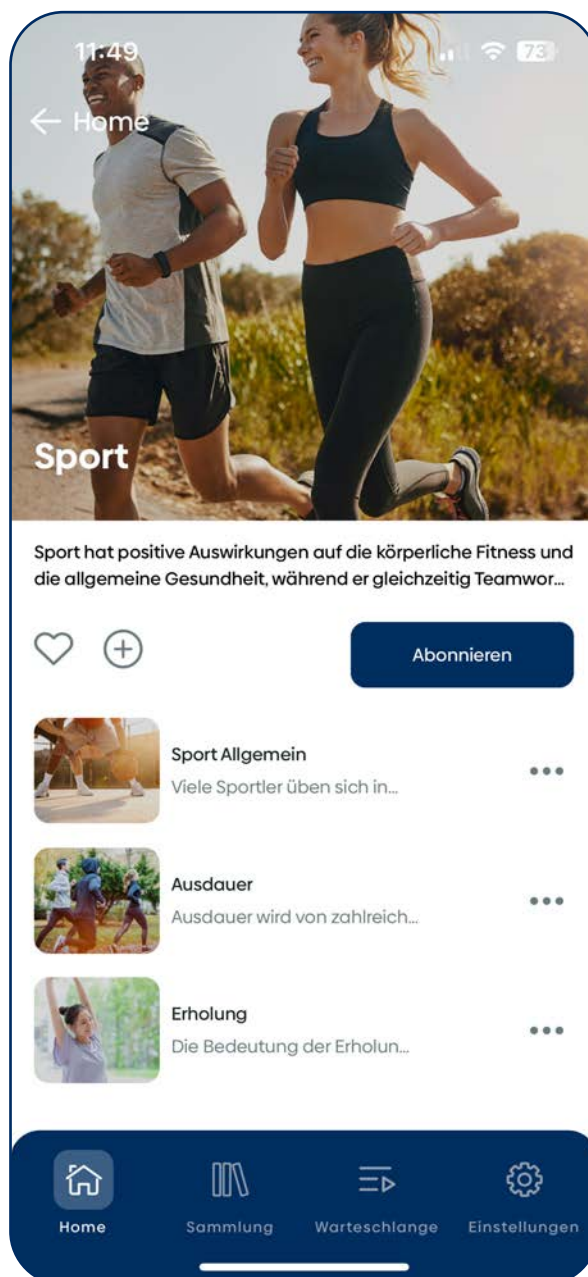 11:49
73
Home
Sport
Sport hat positive Auswirkungen auf die körperliche Fitness und
die allgemeine Gesundheit, während er gleichzeitig Teamwor...
Abonnieren
Sport Allgemein
Viele Sportler üben sich in...
Ausdauer
Ausdauer wird von zahlreich...
Erholung
Die Bedeutung der Erholun...
Home Sammlung Warteschlange Einstellungen